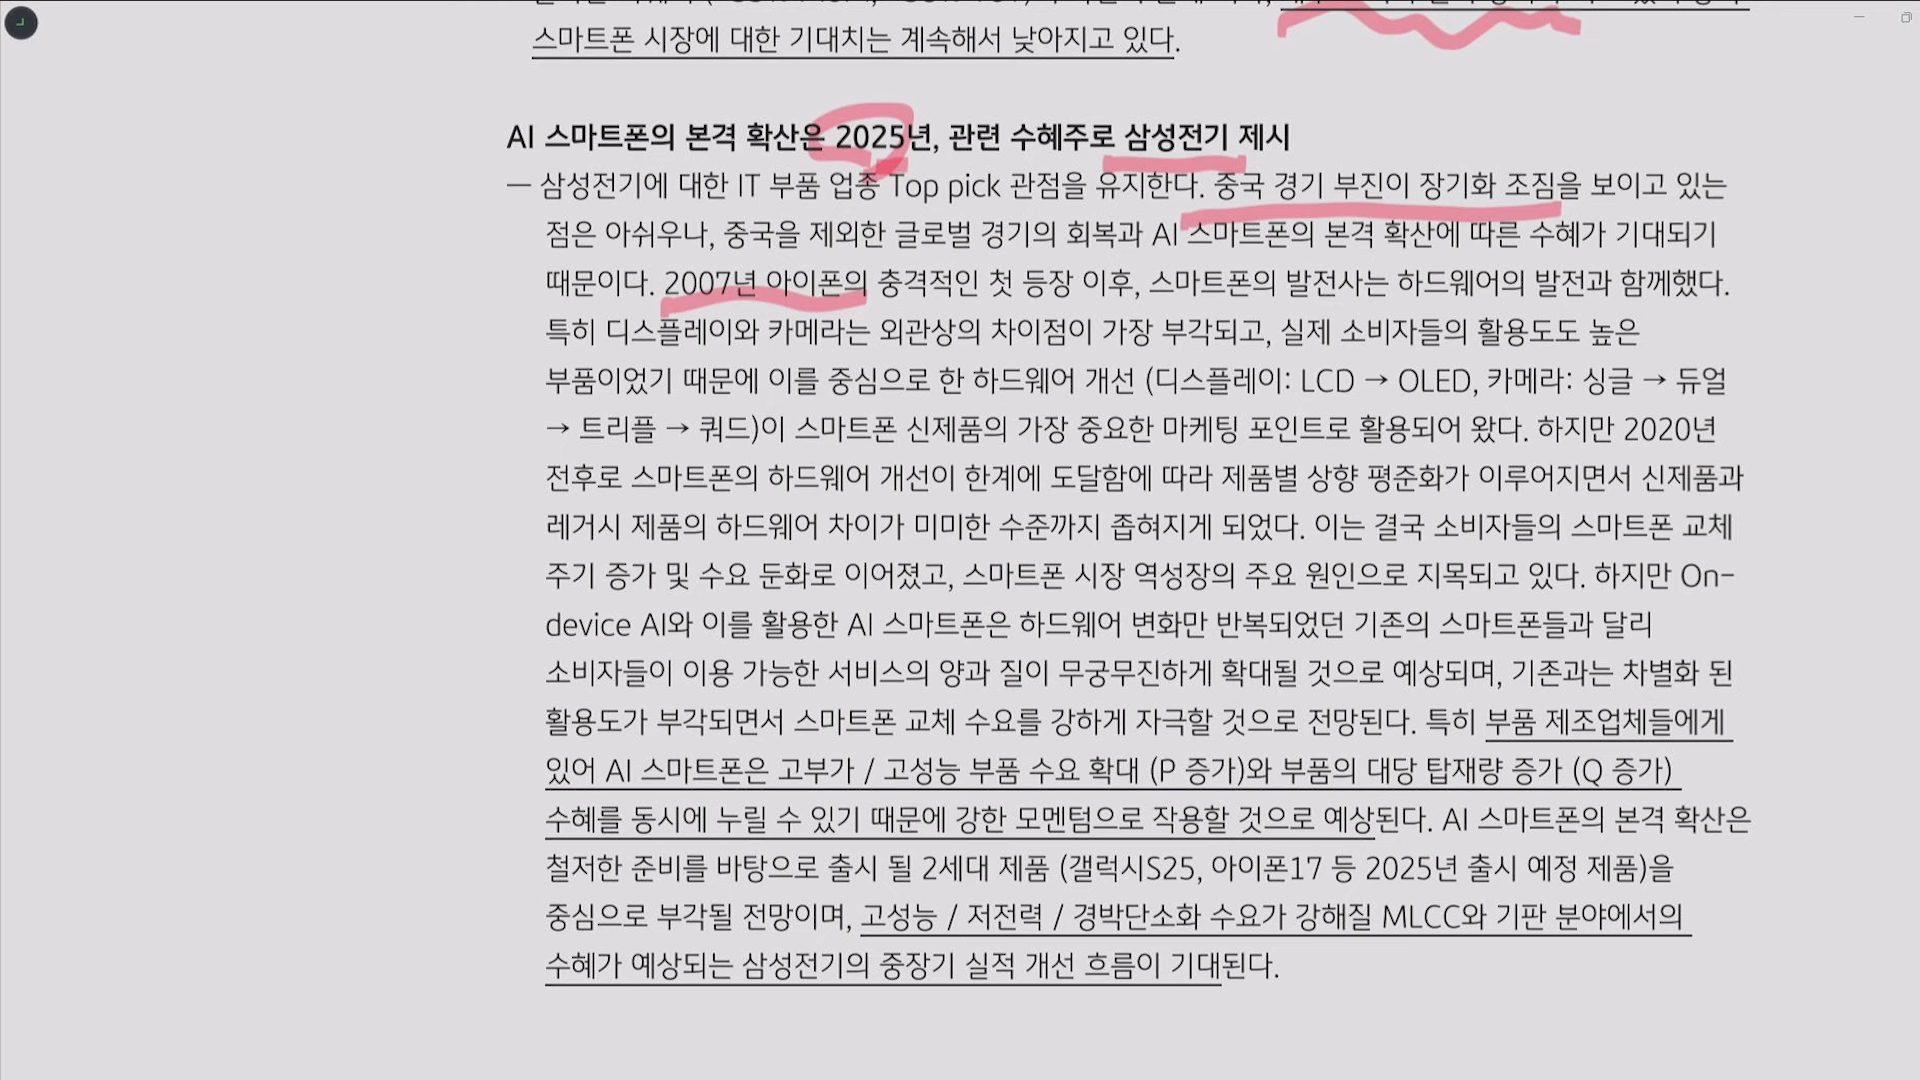 스마트폰 시장에 대한 기대치는 계속해서 낮아지고 있다.
AI 스마트폰의 본격 확산은 2025년, 관련 수혜주로 삼성전기 제시
— 삼성전기에 대한 IT 부품 업종 Top pick 관점을 유지한다. 중국 경기 부진이 장기화 조짐을 보이고 있는
점은 아쉬우나, 중국을 제외한 글로벌 경기의 회복과 AI 스마트폰의 본격 확산에 따른 수혜가 기대되기
때문이다. 2007년 아이폰의 충격적인 첫 등장 이후, 스마트폰의 발전사는 하드웨어의 발전과 함께했다.
특히 디스플레이와 카메라는 외관상의 차이점이 가장 부각되고, 실제 소비자들의 활용도도 높은
부품이었기 때문에 이를 중심으로 한 하드웨어 개선 (디스플레이: LCD → OLED, 카메라: 싱글 → 듀얼
→ 트리플 → 쿼드)이 스마트폰 신제품의 가장 중요한 마케팅 포인트로 활용되어 왔다. 하지만 2020년
전후로 스마트폰의 하드웨어 개선이 한계에 도달함에 따라 제품별 상향 평준화가 이루어지면서 신제품과
레거시 제품의 하드웨어 차이가 미미한 수준까지 좁혀지게 되었다. 이는 결국 소비자들의 스마트폰 교체
주기 증가 및 수요 둔화로 이어졌고, 스마트폰 시장 역성장의 주요 원인으로 지목되고 있다. 하지만 On-
device AI와 이를 활용한 AI 스마트폰은 하드웨어 변화만 반복되었던 기존의 스마트폰들과 달리
소비자들이 이용 가능한 서비스의 양과 질이 무궁무진하게 확대될 것으로 예상되며, 기존과는 차별화 된
활용도가 부각되면서 스마트폰 교체 수요를 강하게 자극할 것으로 전망된다. 특히 부품 제조업체들에게
있어 AI 스마트폰은 고부가 / 고성능 부품 수요 확대 (P 증가)와 부품의 대당 탑재량 증가 (Q 증가)
수혜를 동시에 누릴 수 있기 때문에 강한 모멘텀으로 작용할 것으로 예상된다. AI 스마트폰의 본격 확산은
철저한 준비를 바탕으로 출시 될 2세대 제품 (갤럭시S25, 아이폰17 등 2025년 출시 예정 제품)을
중심으로 부각될 전망이며, 고성능 / 저전력 / 경박단소화 수요가 강해질 MLCC와 기판 분야에서의
수혜가 예상되는 삼성전기의 중장기 실적 개선 흐름이 기대된다.